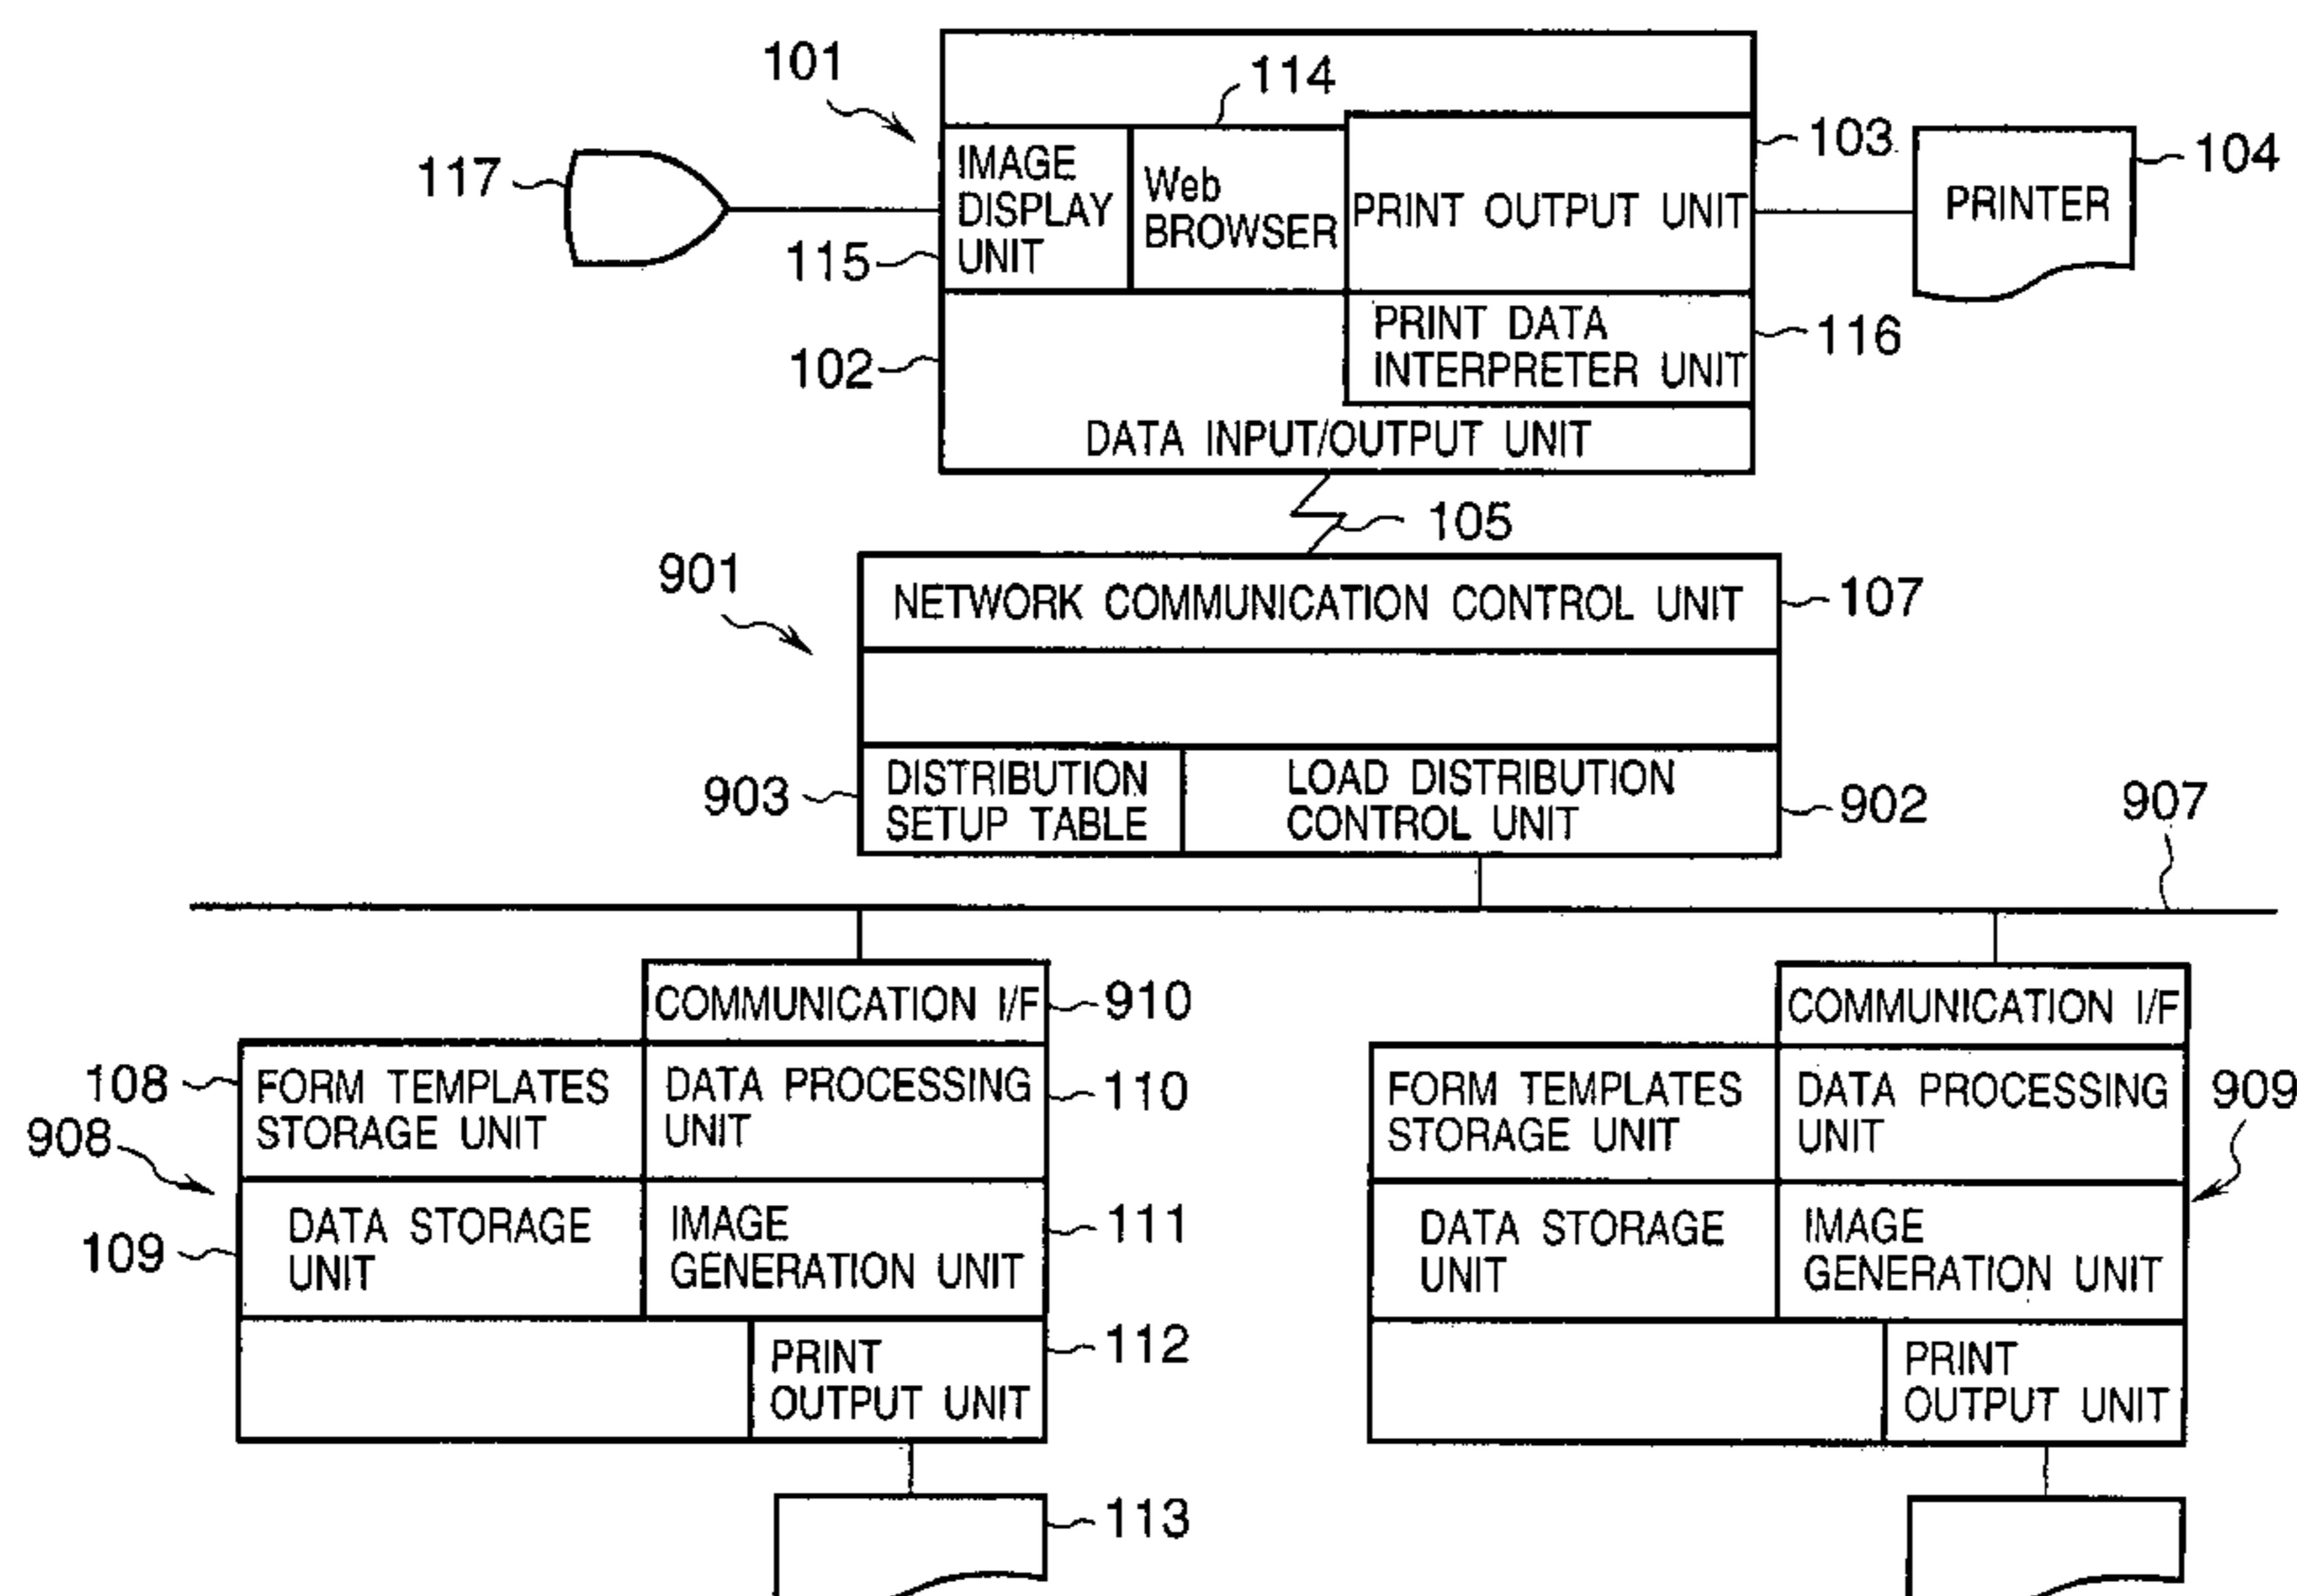 101
114
103
104
117
IMAGE
DISPLAY
UNIT
Web
BROWSER
PRINT OUTPUT UNIT
PRINTER
115
102
PRINT DATA
INTERPRETER UNIT
116
DATA INPUT/OUTPUT UNIT
105
901
NETWORK COMMUNICATION CONTROL UNIT
107
903
DISTRIBUTION
SETUP TABLE
LOAD DISTRIBUTION
CONTROL UNIT
902
907
COMMUNICATION I/F
910
COMMUNICATION I/F
108
FORM TEMPLATES
STORAGE UNIT
DATA PROCESSING
UNIT
110
FORM TEMPLATES
STORAGE UNIT
DATA PROCESSING
UNIT
909
908
109
DATA STORAGE
UNIT
IMAGE
GENERATION UNIT
111
DATA STORAGE
UNIT
IMAGE
GENERATION UNIT
PRINT
OUTPUT UNIT
112
PRINT
OUTPUT UNIT
113